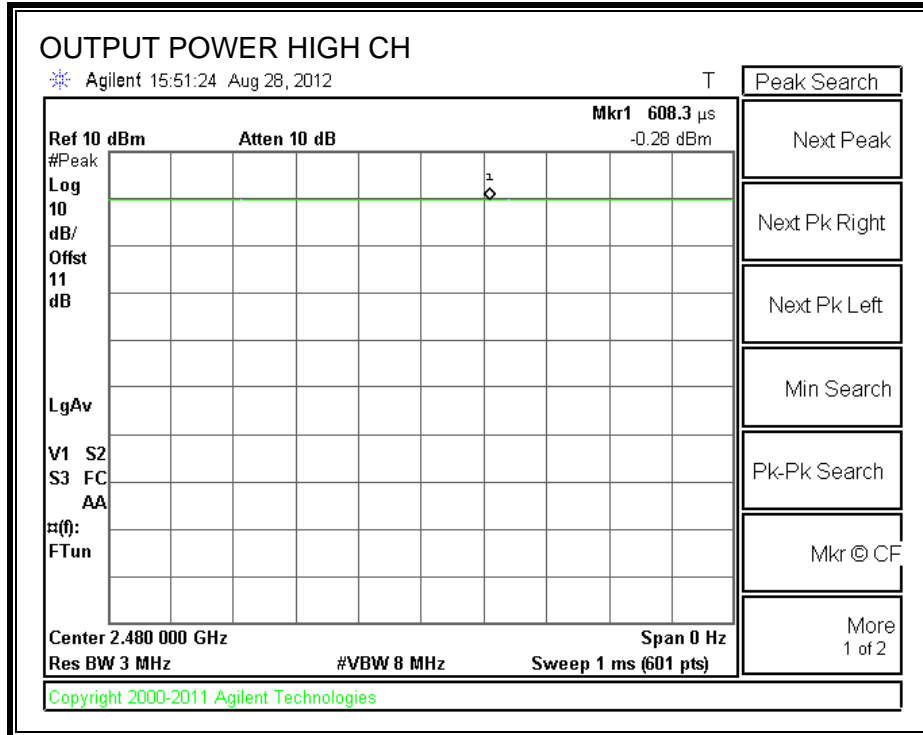 OUTPUT POWER HIGH CH
Agilent 15:51:24 Aug 28, 2012 T
Mkr1 608.3 µs
Ref 10 dBm Atten 10 dB -0.28 dBm
#Peak
Log
10
dB/
Offst
11
dB
1
LgAv
V1 S2
S3 FC
AA
¤(f):
FTun
Center 2.480 000 GHz Span 0 Hz
Res BW 3 MHz #VBW 8 MHz Sweep 1 ms (601 pts)
Copyright 2000-2011 Agilent Technologies
Peak Search
Next Peak
Next Pk Right
Next Pk Left
Min Search
Pk-Pk Search
Mkr © CF
More
1 of 2